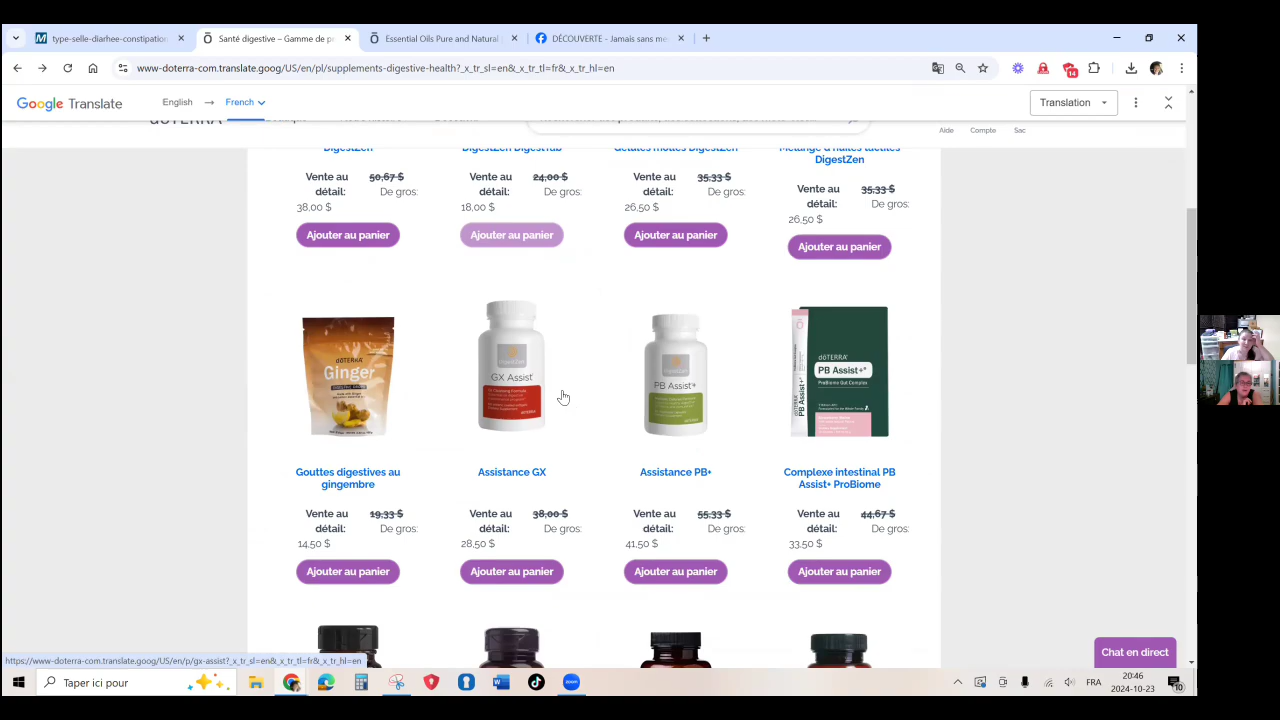 type-selle-diarhee-constipation
Santé digestive – Gamme de pr
Essential Oils Pure and Natural
DÉCOUVERTE - Jamais sans me
www-doterra-com.translate.goog/US/en/pl/supplements-digestive-health?_x_tr_sl=en&_x_tr_tl=fr&_x_tr_hl=en
14
Google Translate
English → French
Translation
dōTERRA
Aide
Compte
Sac
DigestZen
DigestZen DigestTab
Gélules molles DigestZen
Mélange d'huiles tactiles
DigestZen
Vente au
détail:
50,67 $
De gros:
38,00 $
Ajouter au panier
Vente au
détail:
24,00 $
De gros:
18,00 $
Ajouter au panier
Vente au
détail:
35,33 $
De gros:
26,50 $
Ajouter au panier
Vente au
détail:
35,33 $
De gros:
26,50 $
Ajouter au panier
dōTERRA
Ginger
GX Assist
PB Assist+
dōTERRA
PB Assist+
ProBiome Gut Complex
Gouttes digestives au
gingembre
Vente au
détail:
19,33 $
De gros:
14,50 $
Ajouter au panier
Assistance GX
Vente au
détail:
38,00 $
De gros:
28,50 $
Ajouter au panier
Assistance PB+
Vente au
détail:
55,33 $
De gros:
41,50 $
Ajouter au panier
Complexe intestinal PB
Assist+ ProBiome
Vente au
détail:
44,67 $
De gros:
33,50 $
Ajouter au panier
Chat en direct
https://www-doterra-com.translate.goog/US/en/p/gx-assist?_x_tr_sl=en&_x_tr_tl=fr&_x_tr_hl=en
Taper ici pour
zoom
FRA
20:46
2024-10-23
10